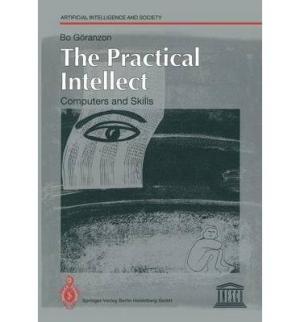 ARTIFICIAL INTELLIGENCE AND SOCIETY
Bo Göranzon
The Practical
Intellect
Computers and Skills
Springer-Verlag Berlin Heidelberg GmbH
UNESCO